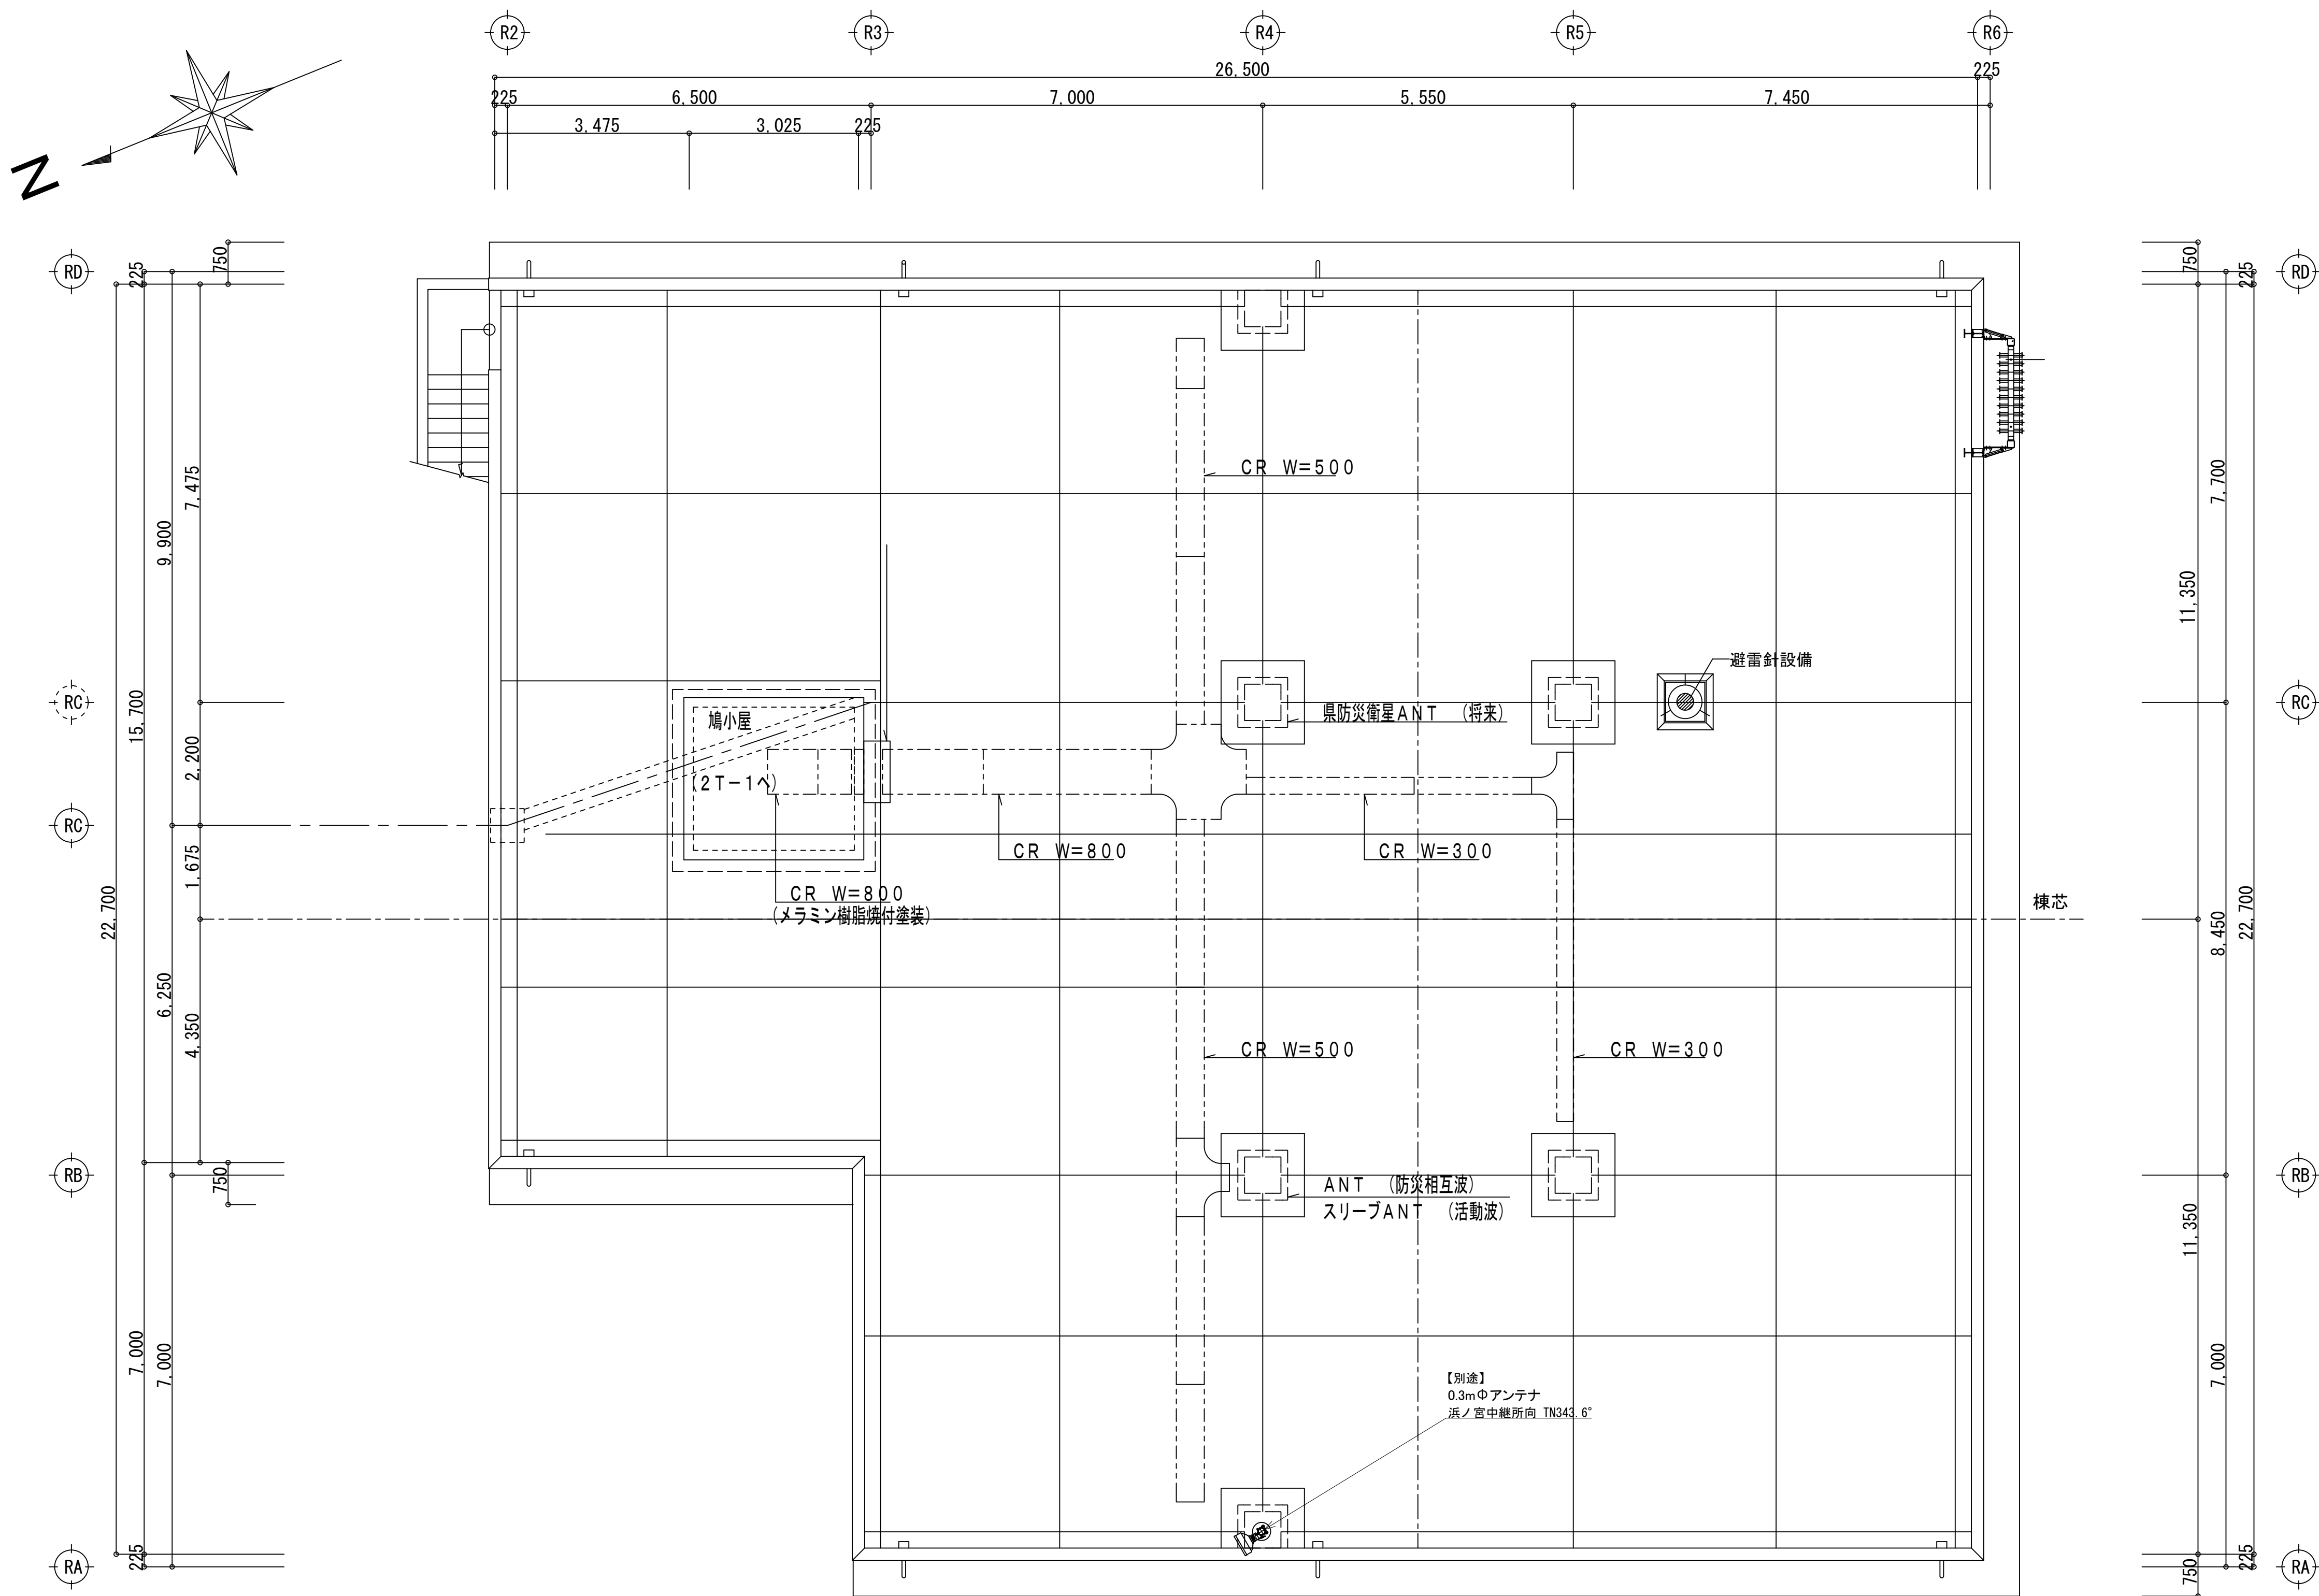 R2
R3
R4
R5
R6
26,500
225
225
6,500
7,000
5,550
7,450
3,475
3,025
225
N
RD
225
750
750
225
RD
7,475
9,900
7,700
11,350
CR W=500
避雷針設備
RC
15,700
2,200
鳩小屋
県防災衛星ANT (将来)
RC
(2T-1へ)
RC
1,675
CR W=800
CR W=300
CR W=800
(メラミン樹脂焼付塗装)
棟芯
22,700
8,450
22,700
6,250
4,350
CR W=500
CR W=300
RB
750
ANT (防災相互波)
スリーブANT (活動波)
RB
11,350
7,000
7,000
7,000
【別途】
0.3mΦアンテナ
浜ノ宮中継所向 TN343.6°
RA
225
750
225
RA